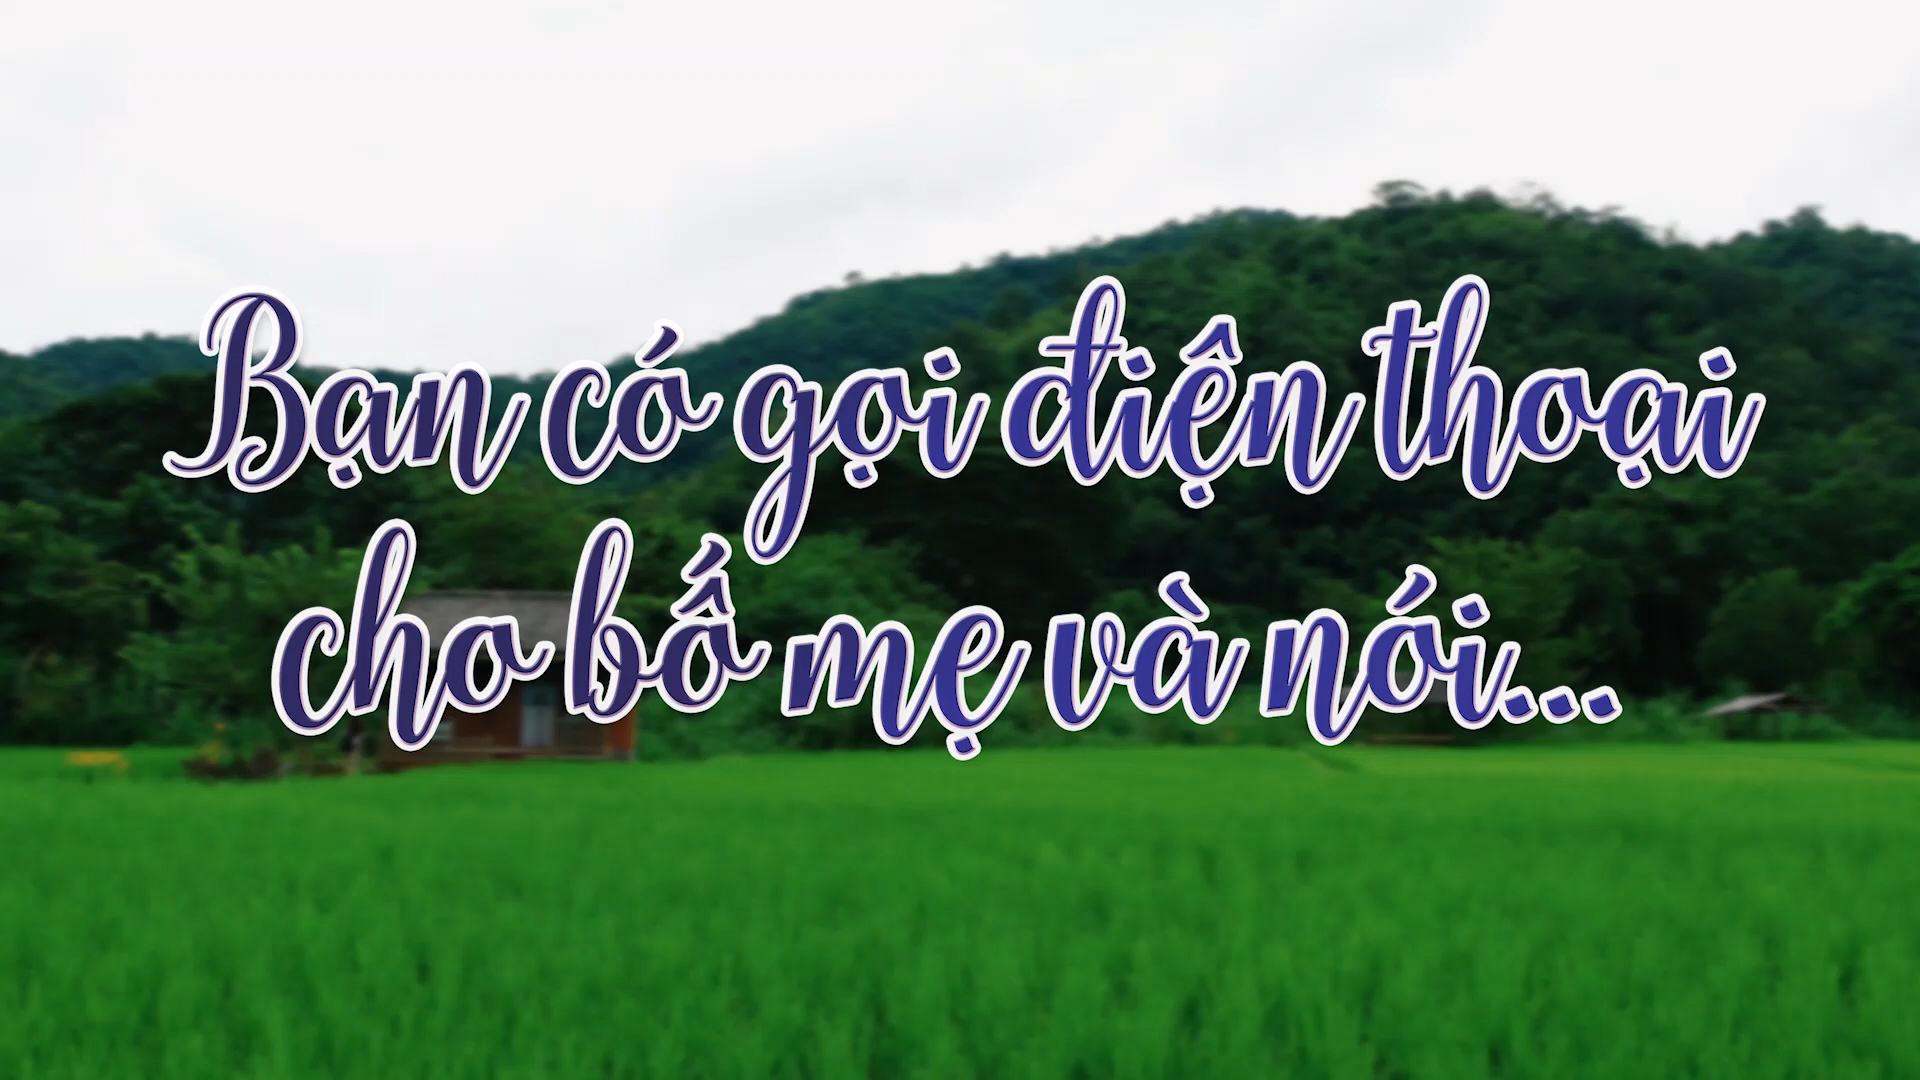 Bạn có gọi điện thoại
cho bố mẹ và nói...